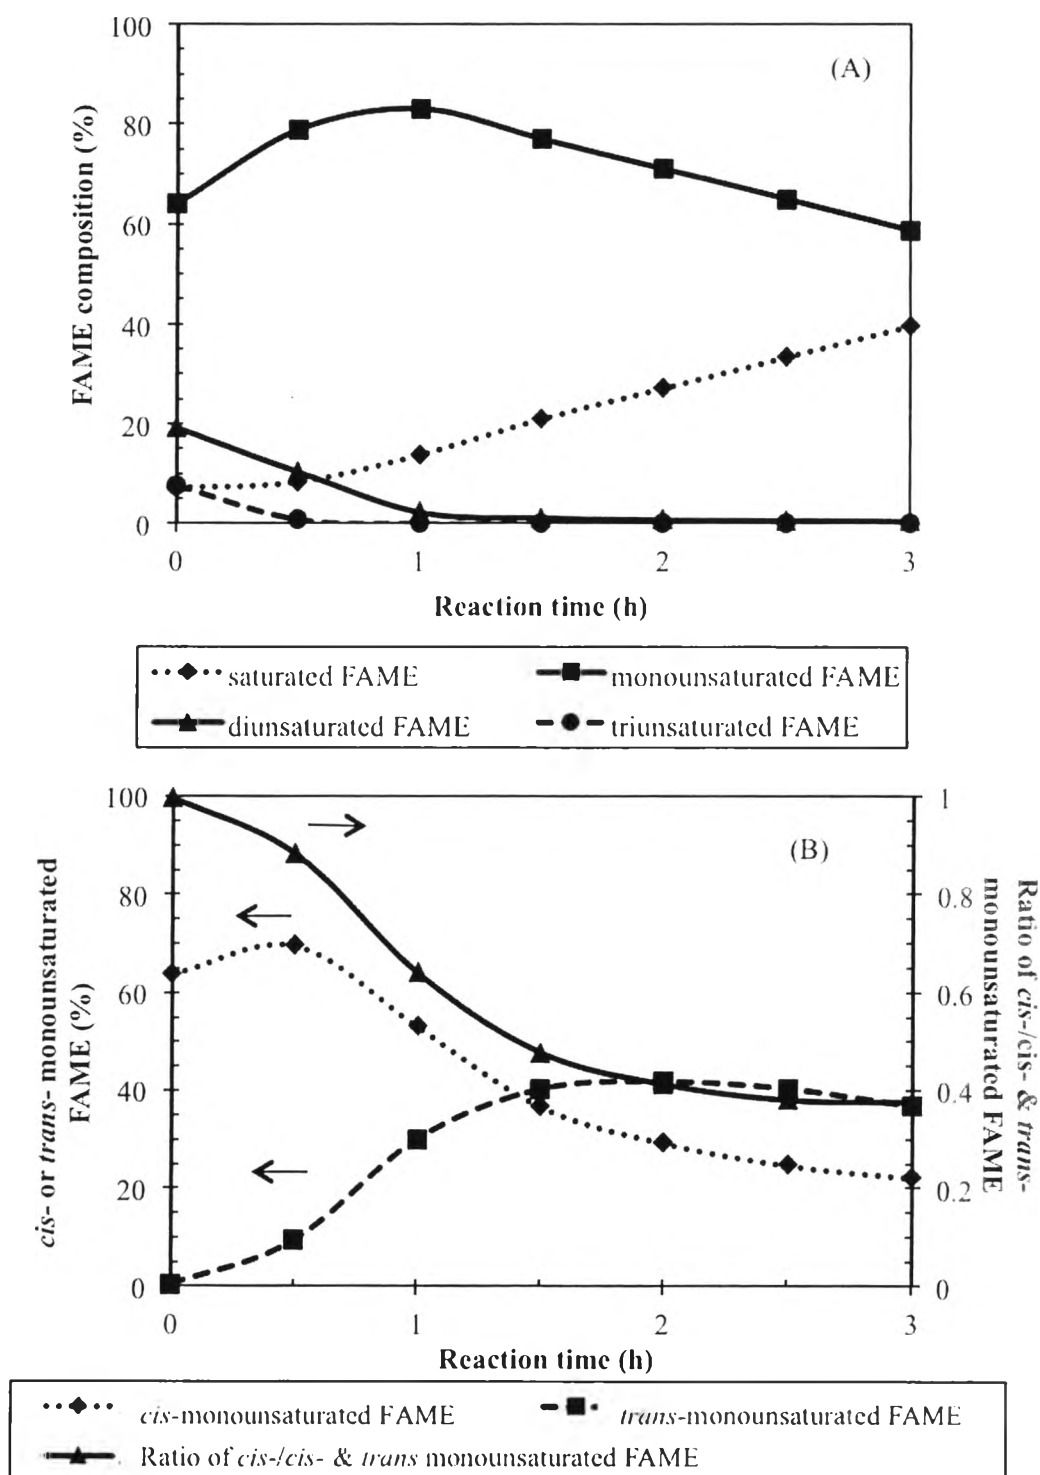 100
80
60
40
20
0
FAME composition (%)
(A)
0 1 2 3
Reaction time (h)
saturated FAME monounsaturated FAME
diunsaturated FAME triunsaturated FAME
100
80
60
40
20
0
cis- or trans- monounsaturated
FAME (%)
(B)
1
0.8
0.6
0.4
0.2
0
Ratio of cis-/cis- & trans-
monounsaturated FAME
0 1 2 3
Reaction time (h)
cis-monounsaturated FAME trans-monounsaturated FAME
Ratio of cis-/cis- & trans monounsaturated FAME